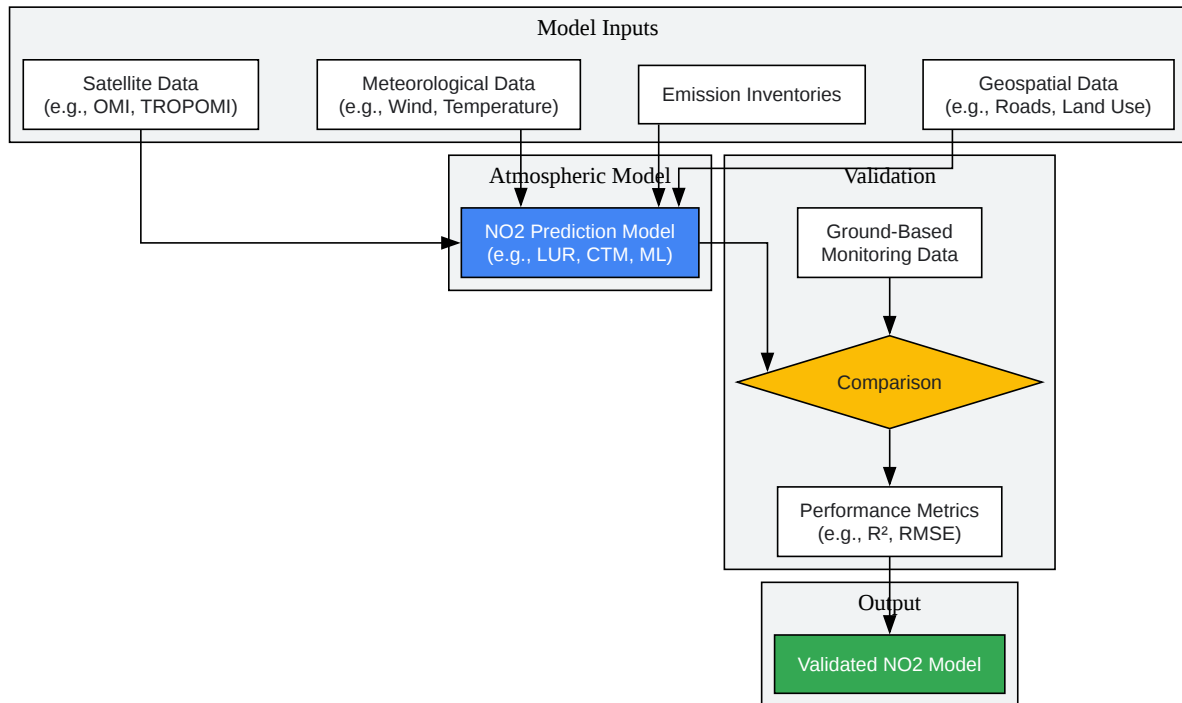 Model Inputs
Satellite Data
(e.g., OMI, TROPOMI)
Meteorological Data
(e.g., Wind, Temperature)
Emission Inventories
Geospatial Data
(e.g., Roads, Land Use)
Atmospheric Model
NO2 Prediction Model
(e.g., LUR, CTM, ML)
Validation
Ground-Based
Monitoring Data
Comparison
Performance Metrics
(e.g., R², RMSE)
Output
Validated NO2 Model